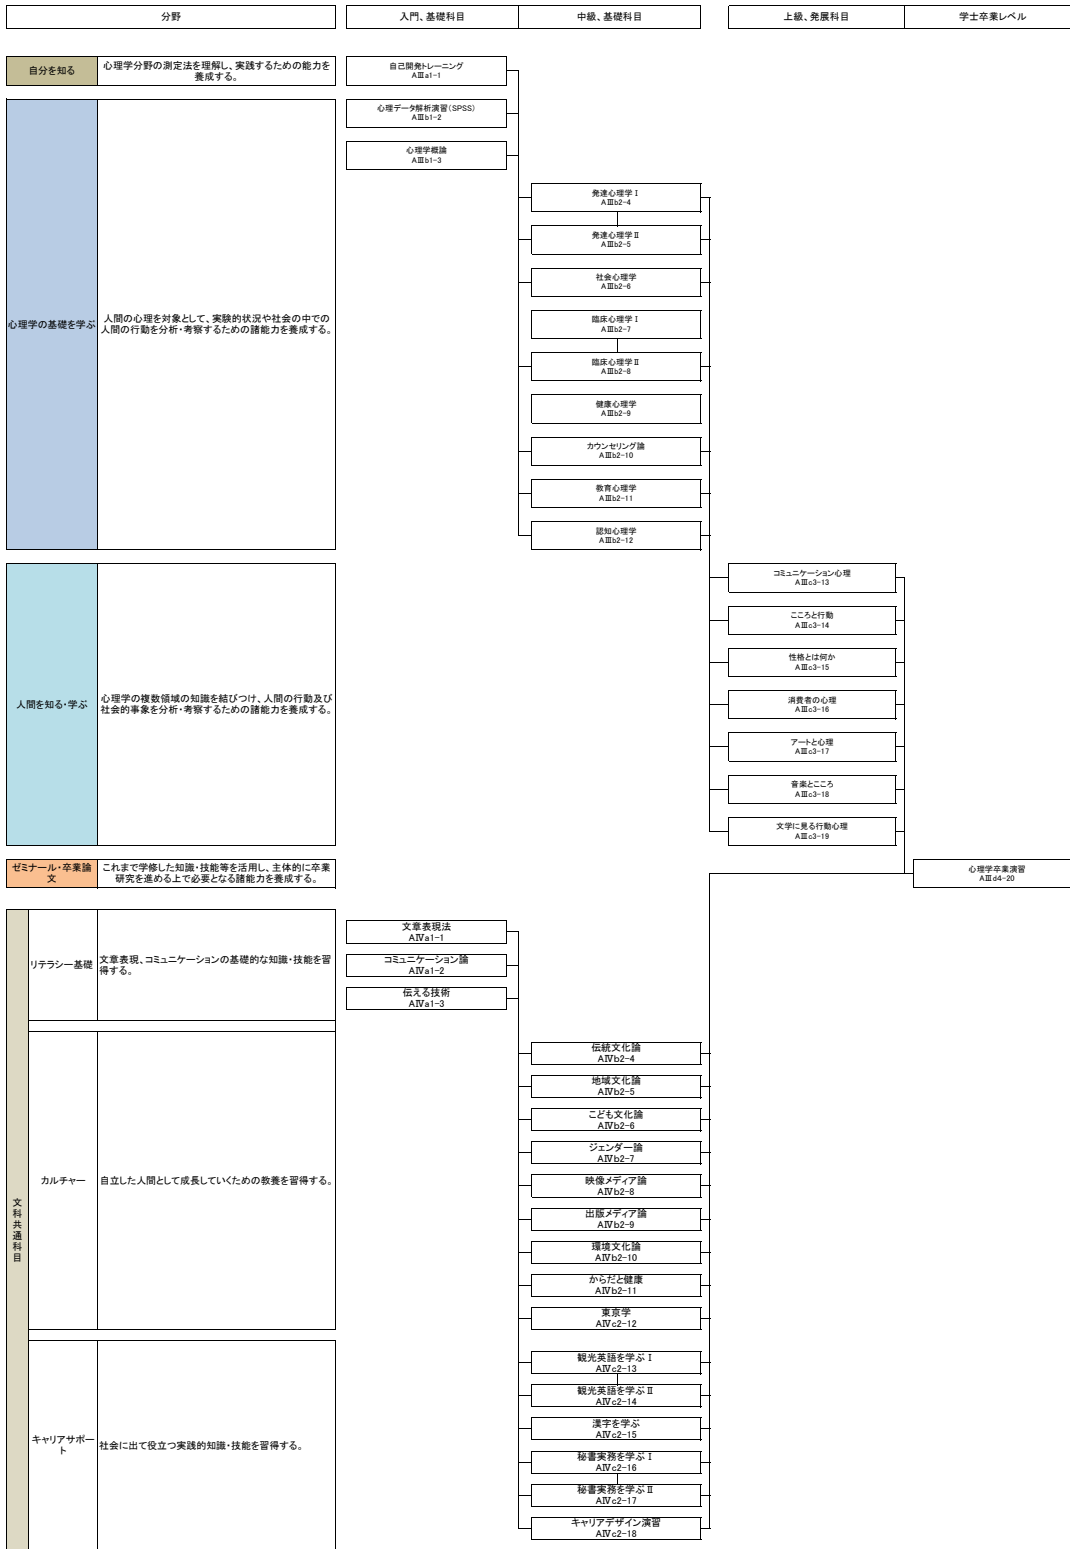 分野
入門、基礎科目
中級、基礎科目
上級、発展科目
学士卒業レベル
自分を知る
心理学分野の測定法を理解し、実践するための能力を
養成する。
自己開発トレーニング
AⅢa1-1
心理データ解析演習(SPSS)
AⅢb1-2
心理学概論
AⅢb1-3
心理学の基礎を学ぶ
人間の心理を対象として、実験的状況や社会の中での
人間の行動を分析・考察するための諸能力を養成する。
発達心理学Ⅰ
AⅢb2-4
発達心理学Ⅱ
AⅢb2-5
社会心理学
AⅢb2-6
臨床心理学Ⅰ
AⅢb2-7
臨床心理学Ⅱ
AⅢb2-8
健康心理学
AⅢb2-9
カウンセリング論
AⅢb2-10
教育心理学
AⅢb2-11
認知心理学
AⅢb2-12
人間を知る・学ぶ
心理学の複数領域の知識を結びつけ、人間の行動及び
社会的事象を分析・考察するための諸能力を養成する。
コミュニケーション心理
AⅢc3-13
こころと行動
AⅢc3-14
性格とは何か
AⅢc3-15
消費者の心理
AⅢc3-16
アートと心理
AⅢc3-17
音楽とこころ
AⅢc3-18
文学に見る行動心理
AⅢc3-19
ゼミナール・卒業論
文
これまで学修した知識・技能等を活用し、主体的に卒業
研究を進める上で必要となる諸能力を養成する。
心理学卒業演習
AⅢd4-20
文科共通科目
リテラシー基礎
文章表現、コミュニケーションの基礎的な知識・技能を習
得する。
文章表現法
AⅣa1-1
コミュニケーション論
AⅣa1-2
伝える技術
AⅣa1-3
カルチャー
自立した人間として成長していくための教養を習得する。
伝統文化論
AⅣb2-4
地域文化論
AⅣb2-5
こども文化論
AⅣb2-6
ジェンダー論
AⅣb2-7
映像メディア論
AⅣb2-8
出版メディア論
AⅣb2-9
環境文化論
AⅣb2-10
からだと健康
AⅣb2-11
東京学
AⅣc2-12
キャリアサポー
ト
社会に出て役立つ実践的知識・技能を習得する。
観光英語を学ぶⅠ
AⅣc2-13
観光英語を学ぶⅡ
AⅣc2-14
漢字を学ぶ
AⅣc2-15
秘書実務を学ぶⅠ
AⅣc2-16
秘書実務を学ぶⅡ
AⅣc2-17
キャリアデザイン演習
AⅣc2-18